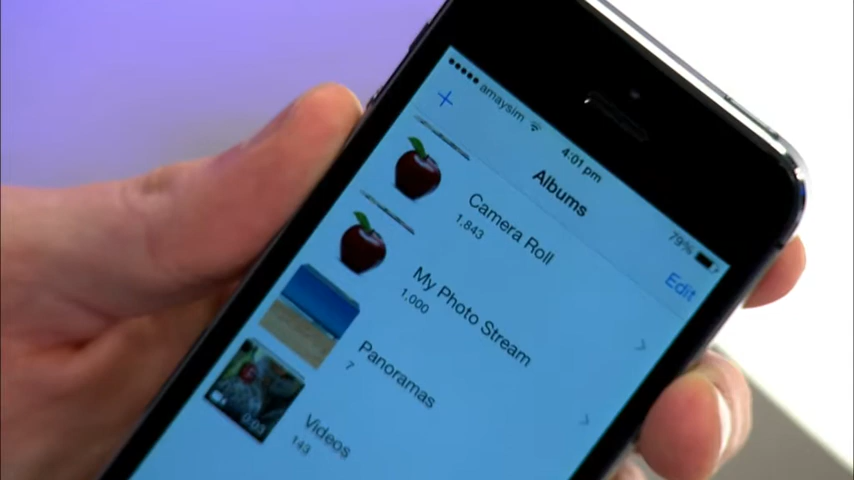 amaysim
4:01 pm
79%
+
Albums
Edit
Camera Roll
1,843
My Photo Stream
1,000
Panoramas
7
Videos
143
0:03